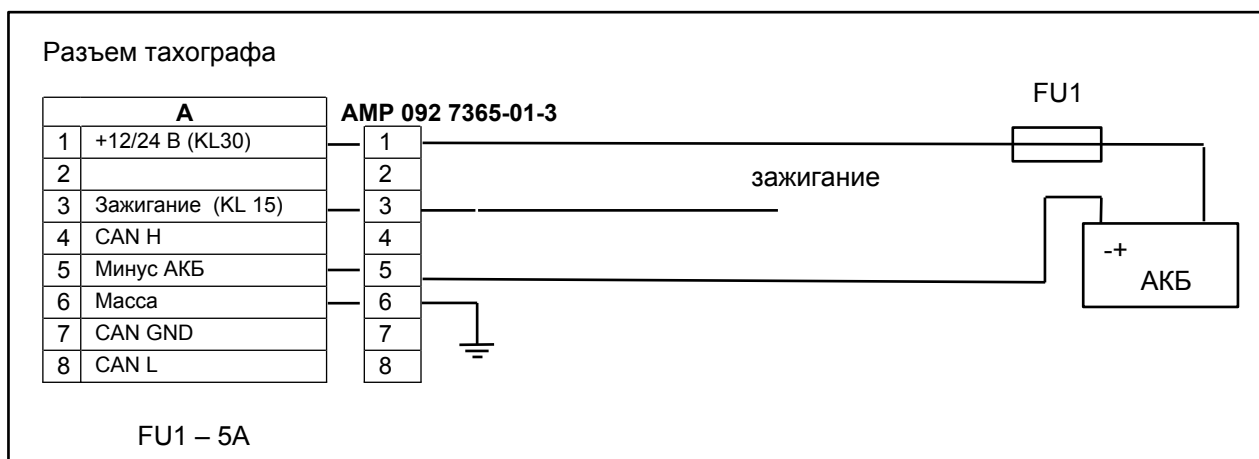 Разъем тахографа
FU1
А AMP 092 7365-01-3
1 +12/24 В (KL30) 1
2 2
зажигание
3 Зажигание (KL 15) 3
4 CAN H 4
-+
5 Минус АКБ 5
АКБ
6 Масса 6
7 CAN GND 7
8 CAN L 8
FU1 – 5A